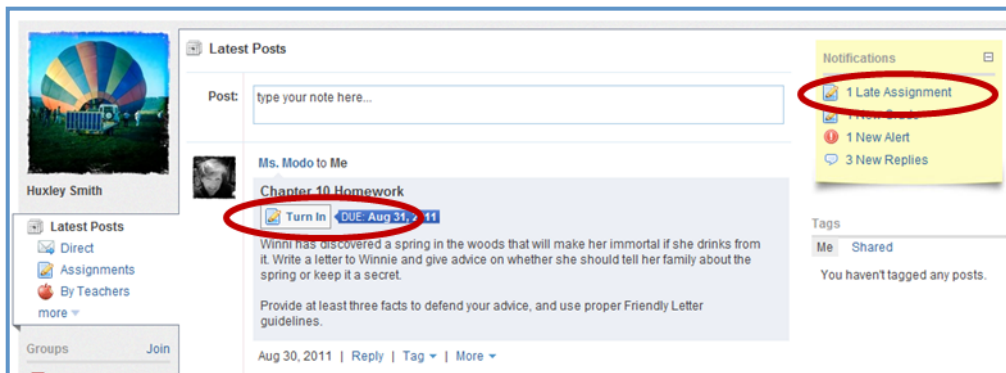 Latest Posts
Notifications
Post:
type your note here...
1 Late Assignment
1 New Grade
1 New Alert
3 New Replies
Huxley Smith
Ms. Modo to Me
Chapter 10 Homework
Turn In
DUE: Aug 31, 2011
Winni has discovered a spring in the woods that will make her immortal if she drinks from
it. Write a letter to Winnie and give advice on whether she should tell her family about the
spring or keep it a secret.
Provide at least three facts to defend your advice, and use proper Friendly Letter
guidelines.
Aug 30, 2011 | Reply | Tag | More
Latest Posts
Direct
Assignments
By Teachers
more
Groups
Join
Tags
Me
Shared
You haven't tagged any posts.